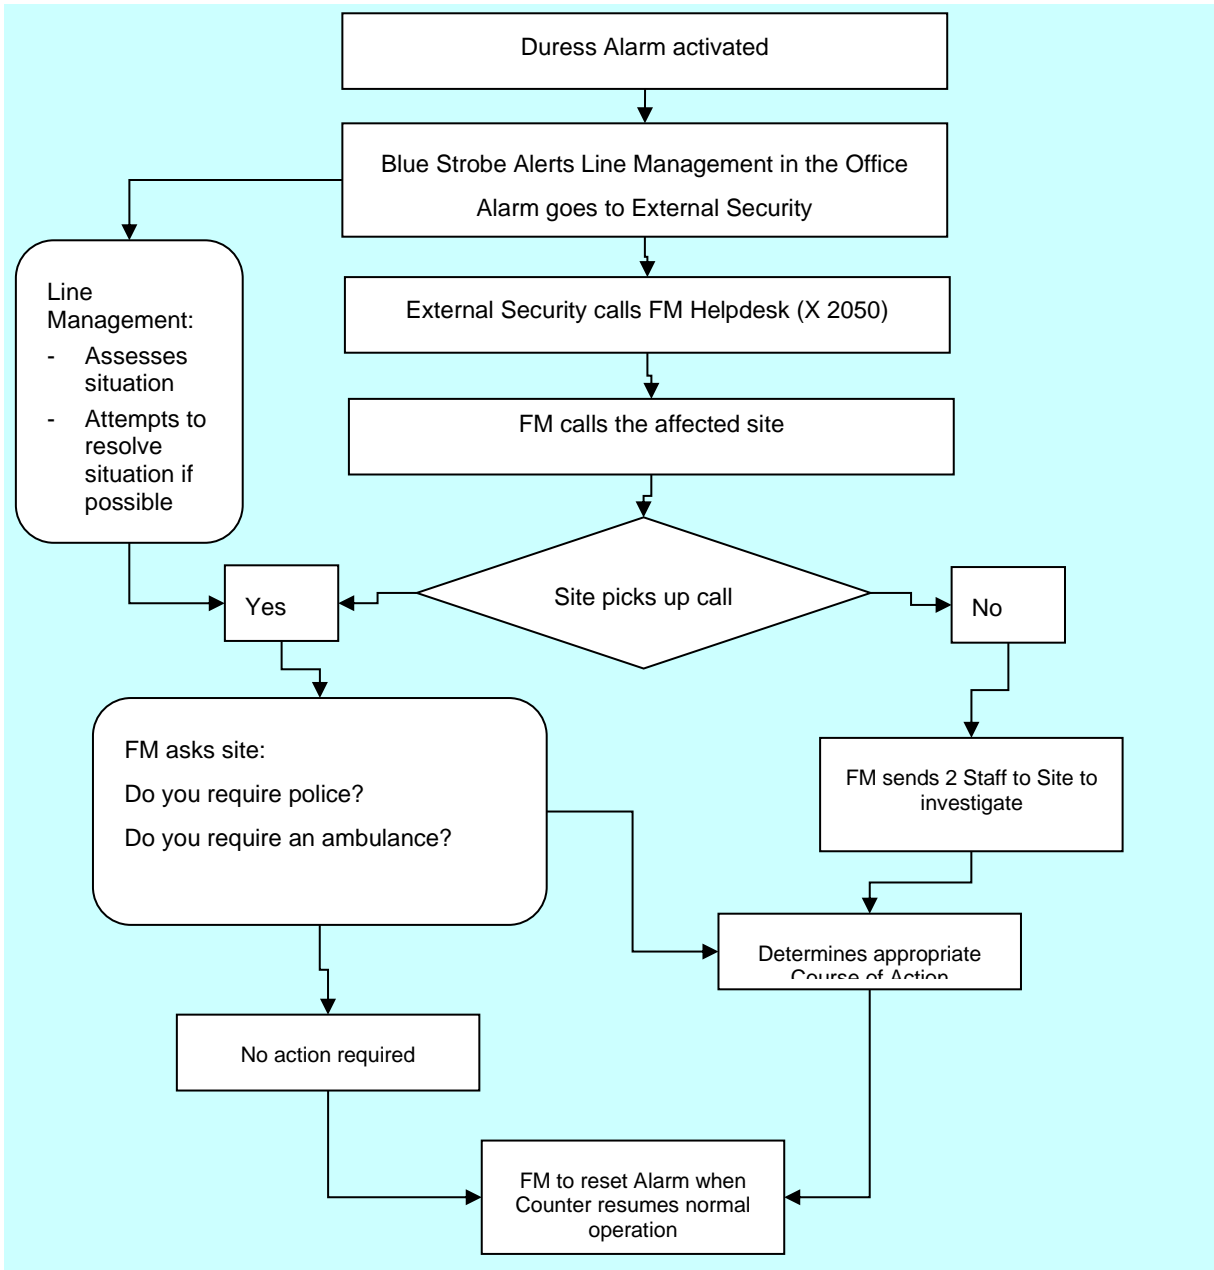 Duress Alarm activated
Blue Strobe Alerts Line Management in the Office
Alarm goes to External Security
Line
Management:
- Assesses
situation
- Attempts to
resolve
situation if
possible
External Security calls FM Helpdesk (X 2050)
FM calls the affected site
Site picks up call
Yes
No
FM asks site:
Do you require police?
Do you require an ambulance?
FM sends 2 Staff to Site to
investigate
Determines appropriate
Course of Action
No action required
FM to reset Alarm when
Counter resumes normal
operation